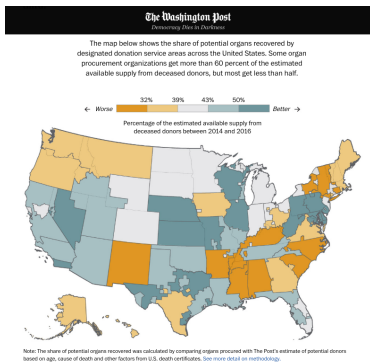 The Washington Post
Democracy Dies in Darkness
The map below shows the share of potential organs recovered by
designated donation service areas across the United States. Some organ
procurement organizations get more than 60 percent of the estimated
available supply from deceased donors, but most get less than half.
32% 39% 43% 50%
← Worse Better →
Percentage of the estimated available supply from
deceased donors between 2014 and 2016
Note: The share of potential organs recovered was calculated by comparing organs procured with The Post's estimate of potential donors
based on age, cause of death and other factors from U.S. death certificates. See more detail on methodology.